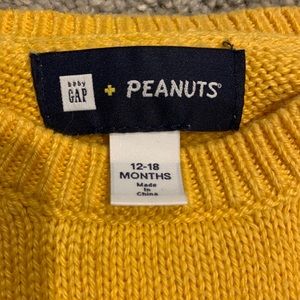 baby
GAP + PEANUTS®
12-18
MONTHS
Made
In
China